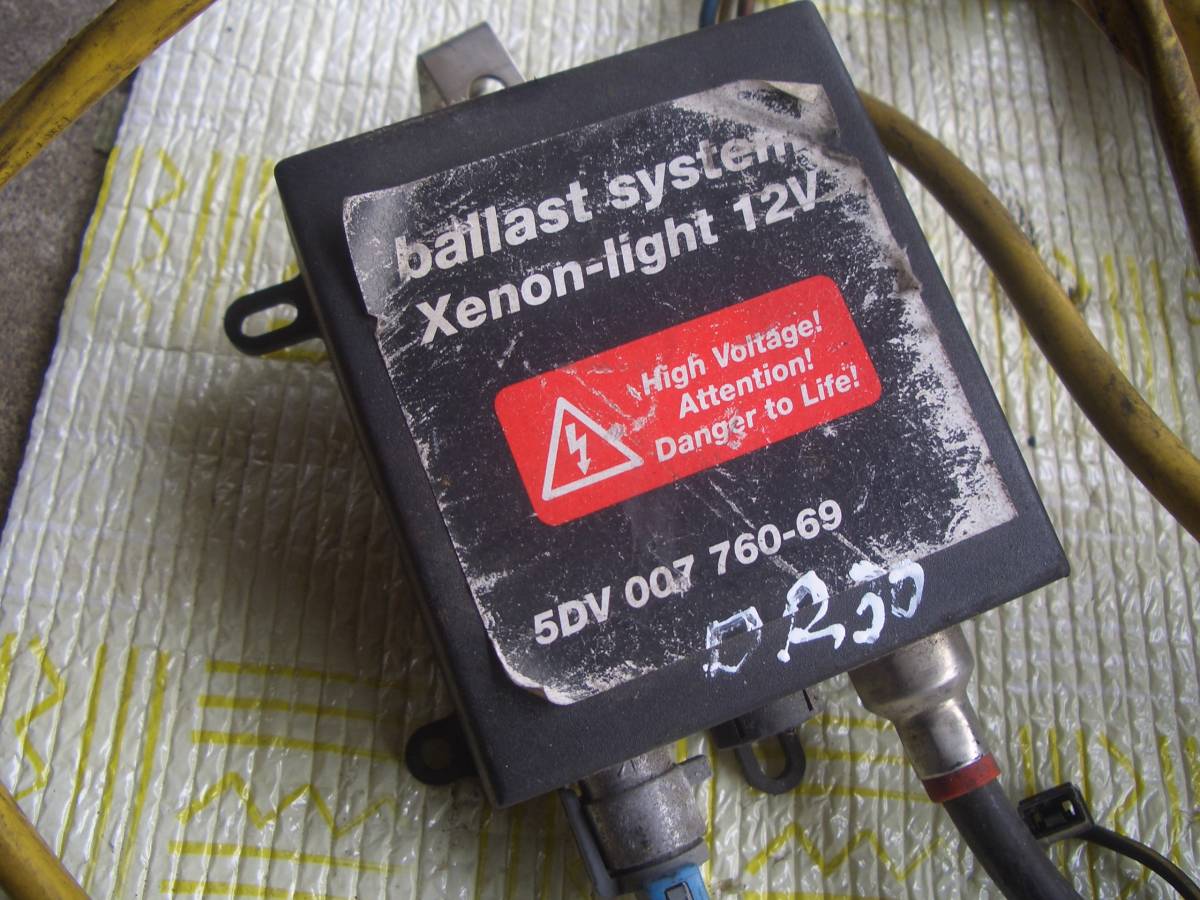 ballast system
Xenon-light 12V
High Voltage!
Attention!
Danger to Life!
5DV 007 760-69